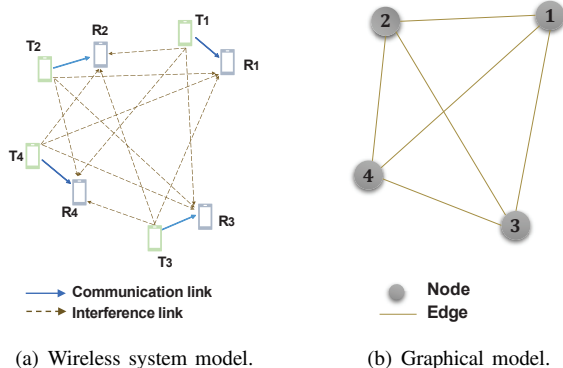 T1
R2
T2
R1
T4
R4
R3
T3
Communication link
Interference link
(a) Wireless system model.
2
1
4
3
Node
Edge
(b) Graphical model.